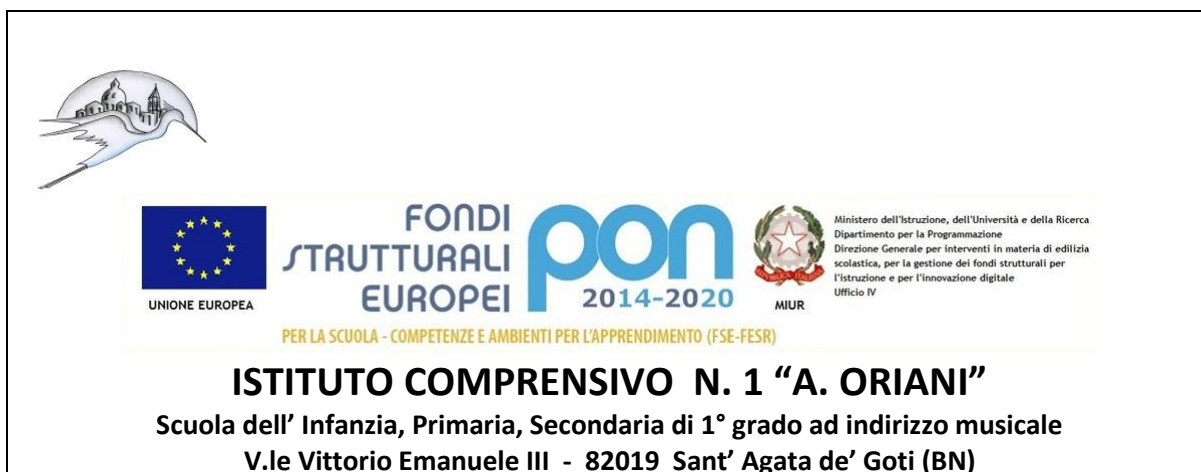 FONDI
STRUTTURALI
EUROPEI
pon
2014-2020
UNIONE EUROPEA
MIUR
Ministero dell'Istruzione, dell'Università e della Ricerca
Dipartimento per la Programmazione
Direzione Generale per interventi in materia di edilizia
scolastica, per la gestione dei fondi strutturali per
l'istruzione e per l'innovazione digitale
Ufficio IV
PER LA SCUOLA - COMPETENZE E AMBIENTI PER L'APPRENDIMENTO (FSE-FESR)
ISTITUTO COMPRENSIVO N. 1 “A. ORIANI”
Scuola dell’ Infanzia, Primaria, Secondaria di 1° grado ad indirizzo musicale
V.le Vittorio Emanuele III - 82019 Sant’ Agata de’ Goti (BN)